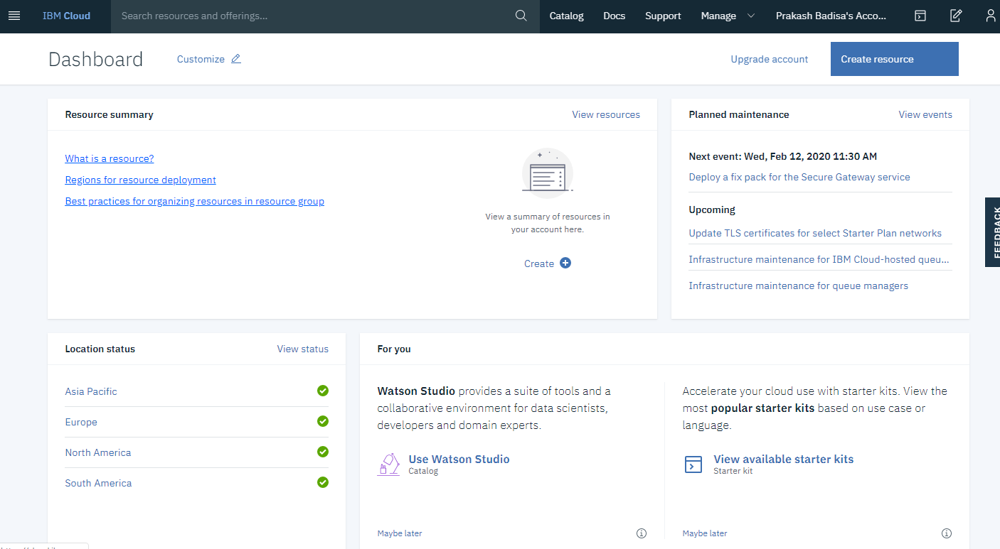 IBM Cloud
Search resources and offerings...
Catalog
Docs
Support
Manage
Prakash Badisa's Acco...
Dashboard
Customize
Upgrade account
Create resource
Resource summary
View resources
What is a resource?
Regions for resource deployment
Best practices for organizing resources in resource group
View a summary of resources in
your account here.
Create
Planned maintenance
View events
Next event: Wed, Feb 12, 2020 11:30 AM
Deploy a fix pack for the Secure Gateway service
Upcoming
Update TLS certificates for select Starter Plan networks
Infrastructure maintenance for IBM Cloud-hosted queu...
Infrastructure maintenance for queue managers
FEEDBACK
Location status
View status
Asia Pacific
Europe
North America
South America
For you
Watson Studio provides a suite of tools and a
collaborative environment for data scientists,
developers and domain experts.
Use Watson Studio
Catalog
Maybe later
Accelerate your cloud use with starter kits. View the
most popular starter kits based on use case or
language.
View available starter kits
Starter kit
Maybe later